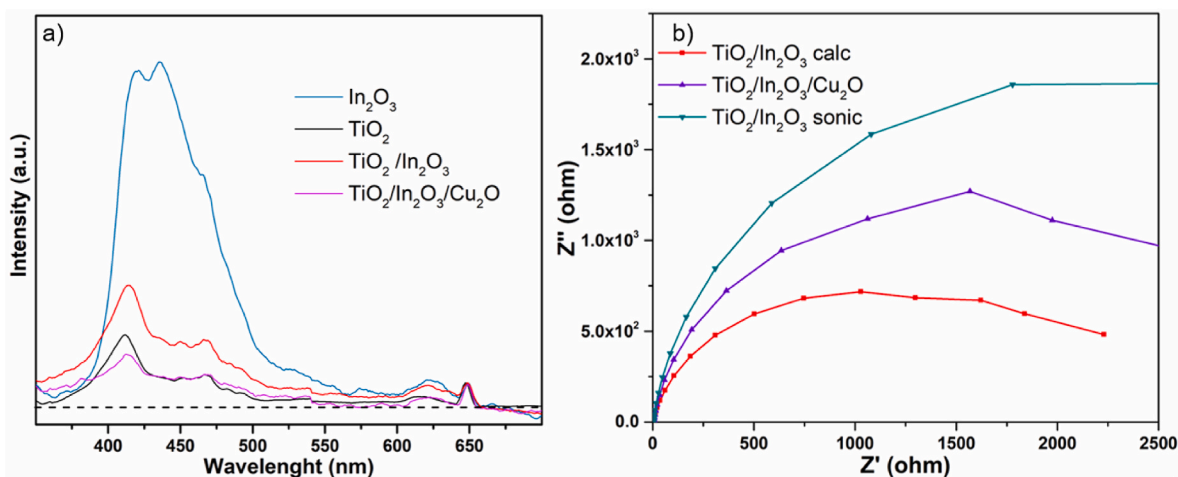 a)
In₂O₃
TiO₂
TiO₂ /In₂O₃
TiO₂/In₂O₃/Cu₂O
Intensity (a.u.)
400 450 500 550 600 650
Wavelenght (nm)
b)
TiO₂/In₂O₃ calc
TiO₂/In₂O₃/Cu₂O
TiO₂/In₂O₃ sonic
Z'' (ohm)
2.0x10³
1.5x10³
1.0x10³
5.0x10²
0.0
0 500 1000 1500 2000 2500
Z' (ohm)